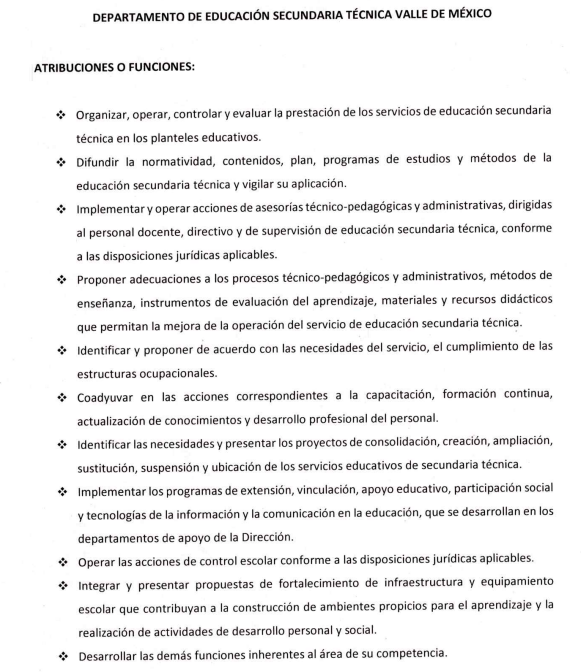 DEPARTAMENTO DE EDUCACIÓN SECUNDARIA TÉCNICA VALLE DE MÉXICO
ATRIBUCIONES O FUNCIONES:
❖ Organizar, operar, controlar y evaluar la prestación de los servicios de educación secundaria
técnica en los planteles educativos.
❖ Difundir la normatividad, contenidos, plan, programas de estudios y métodos de la
educación secundaria técnica y vigilar su aplicación.
❖ Implementar y operar acciones de asesorías técnico-pedagógicas y administrativas, dirigidas
al personal docente, directivo y de supervisión de educación secundaria técnica, conforme
a las disposiciones jurídicas aplicables.
❖ Proponer adecuaciones a los procesos técnico-pedagógicos y administrativos, métodos de
enseñanza, instrumentos de evaluación del aprendizaje, materiales y recursos didácticos
que permitan la mejora de la operación del servicio de educación secundaria técnica.
❖ Identificar y proponer de acuerdo con las necesidades del servicio, el cumplimiento de las
estructuras ocupacionales.
❖ Coadyuvar en las acciones correspondientes a la capacitación, formación continua,
actualización de conocimientos y desarrollo profesional del personal.
❖ Identificar las necesidades y presentar los proyectos de consolidación, creación, ampliación,
sustitución, suspensión y ubicación de los servicios educativos de secundaria técnica.
❖ Implementar los programas de extensión, vinculación, apoyo educativo, participación social
y tecnologías de la información y la comunicación en la educación, que se desarrollan en los
departamentos de apoyo de la Dirección.
❖ Operar las acciones de control escolar conforme a las disposiciones jurídicas aplicables.
❖ Integrar y presentar propuestas de fortalecimiento de infraestructura y equipamiento
escolar que contribuyan a la construcción de ambientes propicios para el aprendizaje y la
realización de actividades de desarrollo personal y social.
❖ Desarrollar las demás funciones inherentes al área de su competencia.